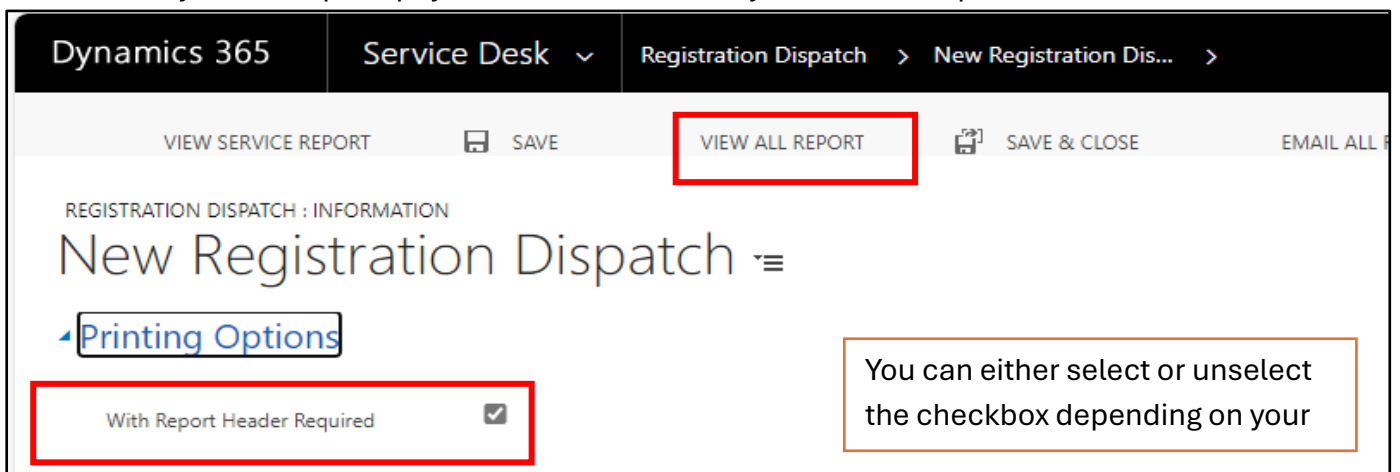 Dynamics 365 Service Desk Registration Dispatch > New Registration Dis... >
VIEW SERVICE REPORT SAVE VIEW ALL REPORT SAVE & CLOSE EMAIL ALL
REGISTRATION DISPATCH : INFORMATION
New Registration Dispatch
Printing Options
With Report Header Required
You can either select or unselect
the checkbox depending on your